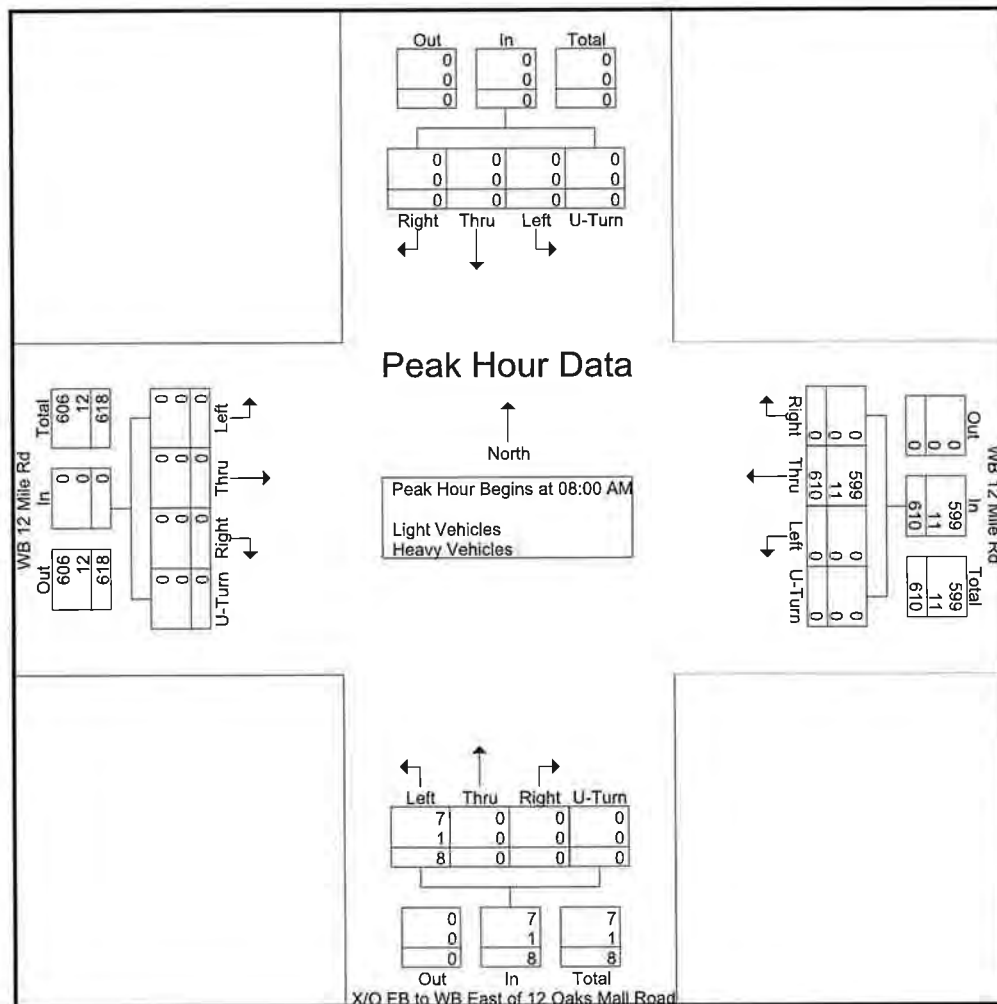 Out In Total
0 0 0
0 0 0
0 0 0
0 0 0 0
0 0 0 0
0 0 0 0
Right Thru Left U-Turn
Peak Hour Data
North
Peak Hour Begins at 08:00 AM
Light Vehicles
Heavy Vehicles
WB 12 Mile Rd
Total In Out
606 0 606
12 0 12
618 0 618
0 0 0 0
0 0 0 0
0 0 0 0
Left Thru Right U-Turn
Right Thru Left U-Turn
0 599 0 0
0 11 0 0
0 610 0 0
Out In Total
0 599 599
0 11 11
0 610 610
WB 12 Mile Rd
Left Thru Right U-Turn
7 0 0 0
1 0 0 0
8 0 0 0
0 7 7
0 1 1
0 8 8
Out In Total
X/O EB to WB East of 12 Oaks Mall Road